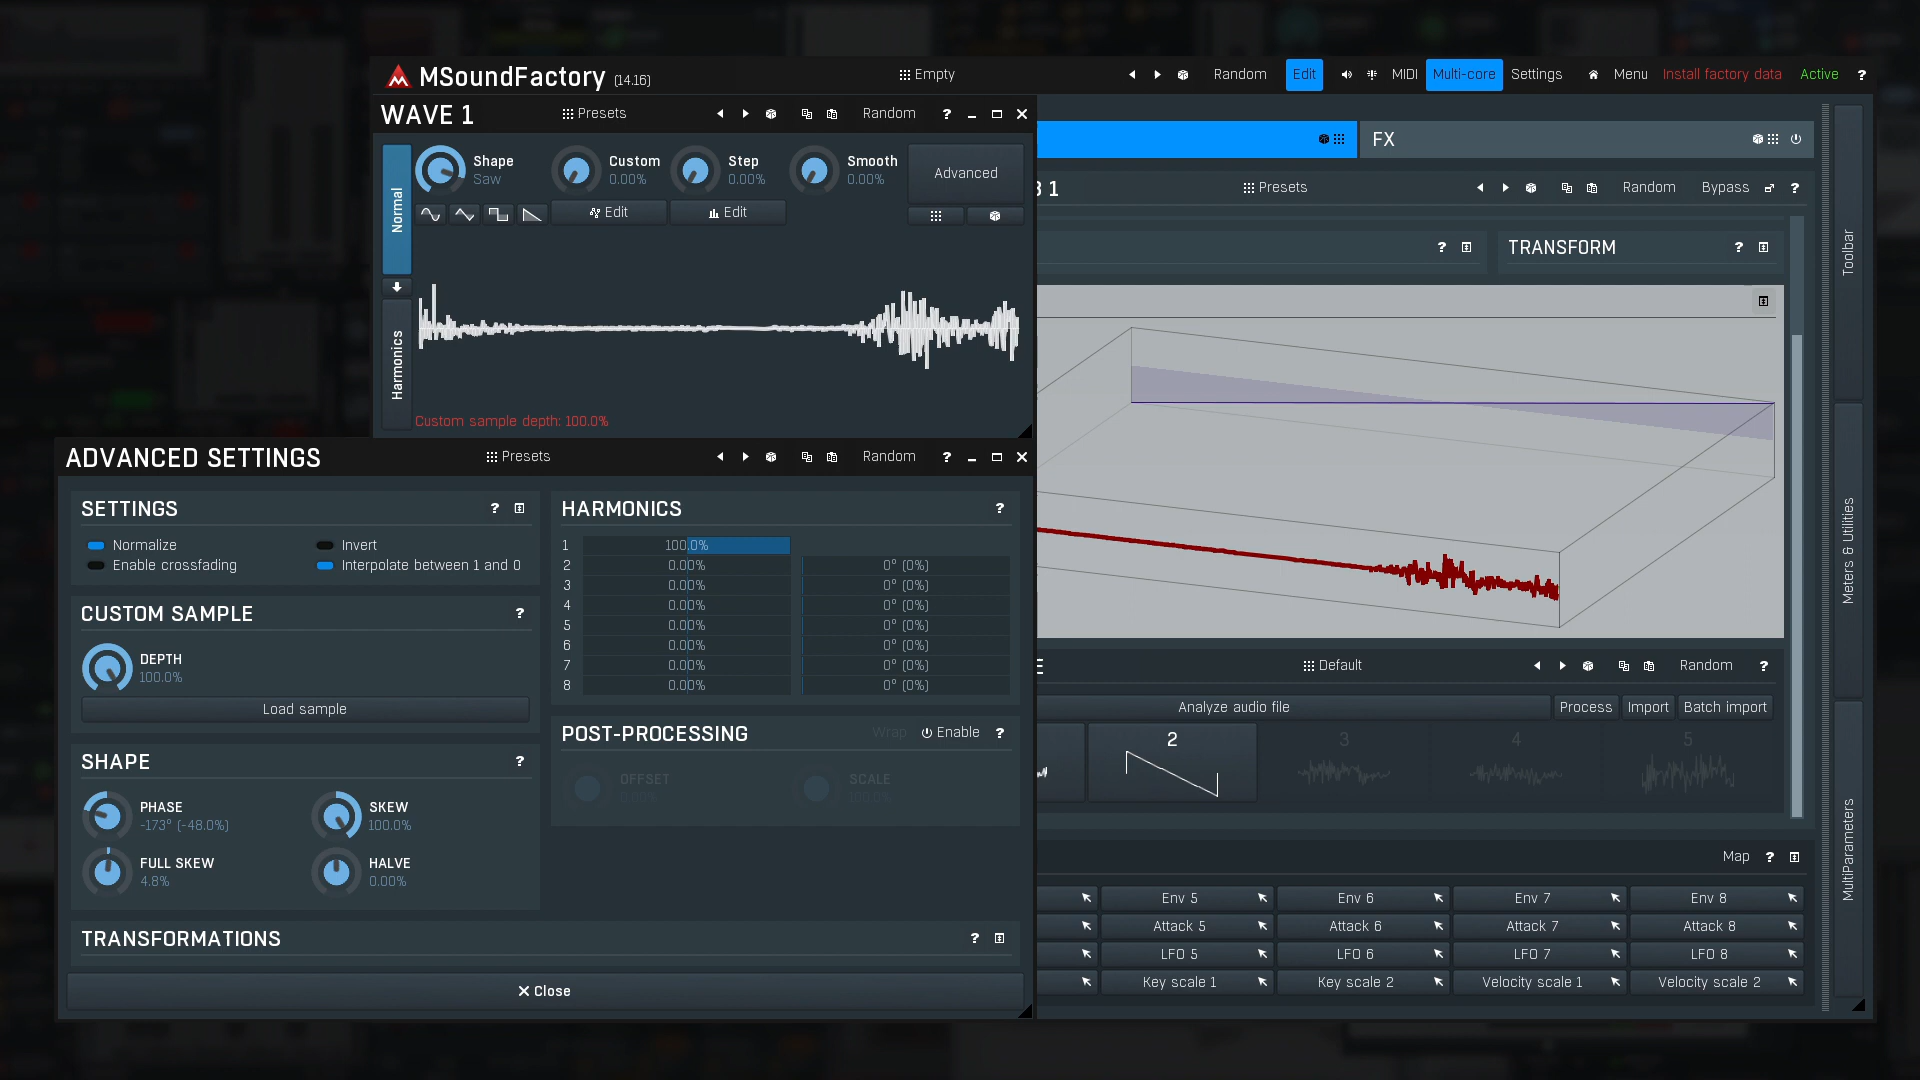 MSoundFactory (14.16)
Empty
Random
Edit
MIDI
Multi-core
Settings
Menu
Install factory data
Active
?
WAVE 1
Presets
Random
?
FX
Normal
Harmonics
Shape
Saw
Custom
0.00%
Step
0.00%
Smooth
0.00%
Advanced
Edit
Edit
1
Presets
Random
Bypass
?
?
TRANSFORM
?
Toolbar
Meters & Utilities
MultiParameters
Custom sample depth: 100.0%
ADVANCED SETTINGS
Presets
Random
?
SETTINGS
?
Normalize
Invert
Enable crossfading
Interpolate between 1 and 0
CUSTOM SAMPLE
?
DEPTH
100.0%
Load sample
SHAPE
?
PHASE
-173° (-48.0%)
SKEW
100.0%
FULL SKEW
4.8%
HALVE
0.00%
HARMONICS
?
1 100.0%
2 0.00% 0° (0%)
3 0.00% 0° (0%)
4 0.00% 0° (0%)
5 0.00% 0° (0%)
6 0.00% 0° (0%)
7 0.00% 0° (0%)
8 0.00% 0° (0%)
POST-PROCESSING
Wrap
Enable
?
OFFSET
0.00%
SCALE
TRANSFORMATIONS
?
Close
Default
Random
?
Analyze audio file
Process
Import
Batch import
2
3
4
5
Map
?
Env 5
Env 6
Env 7
Env 8
Attack 5
Attack 6
Attack 7
Attack 8
LFO 5
LFO 6
LFO 7
LFO 8
Key scale 1
Key scale 2
Velocity scale 1
Velocity scale 2